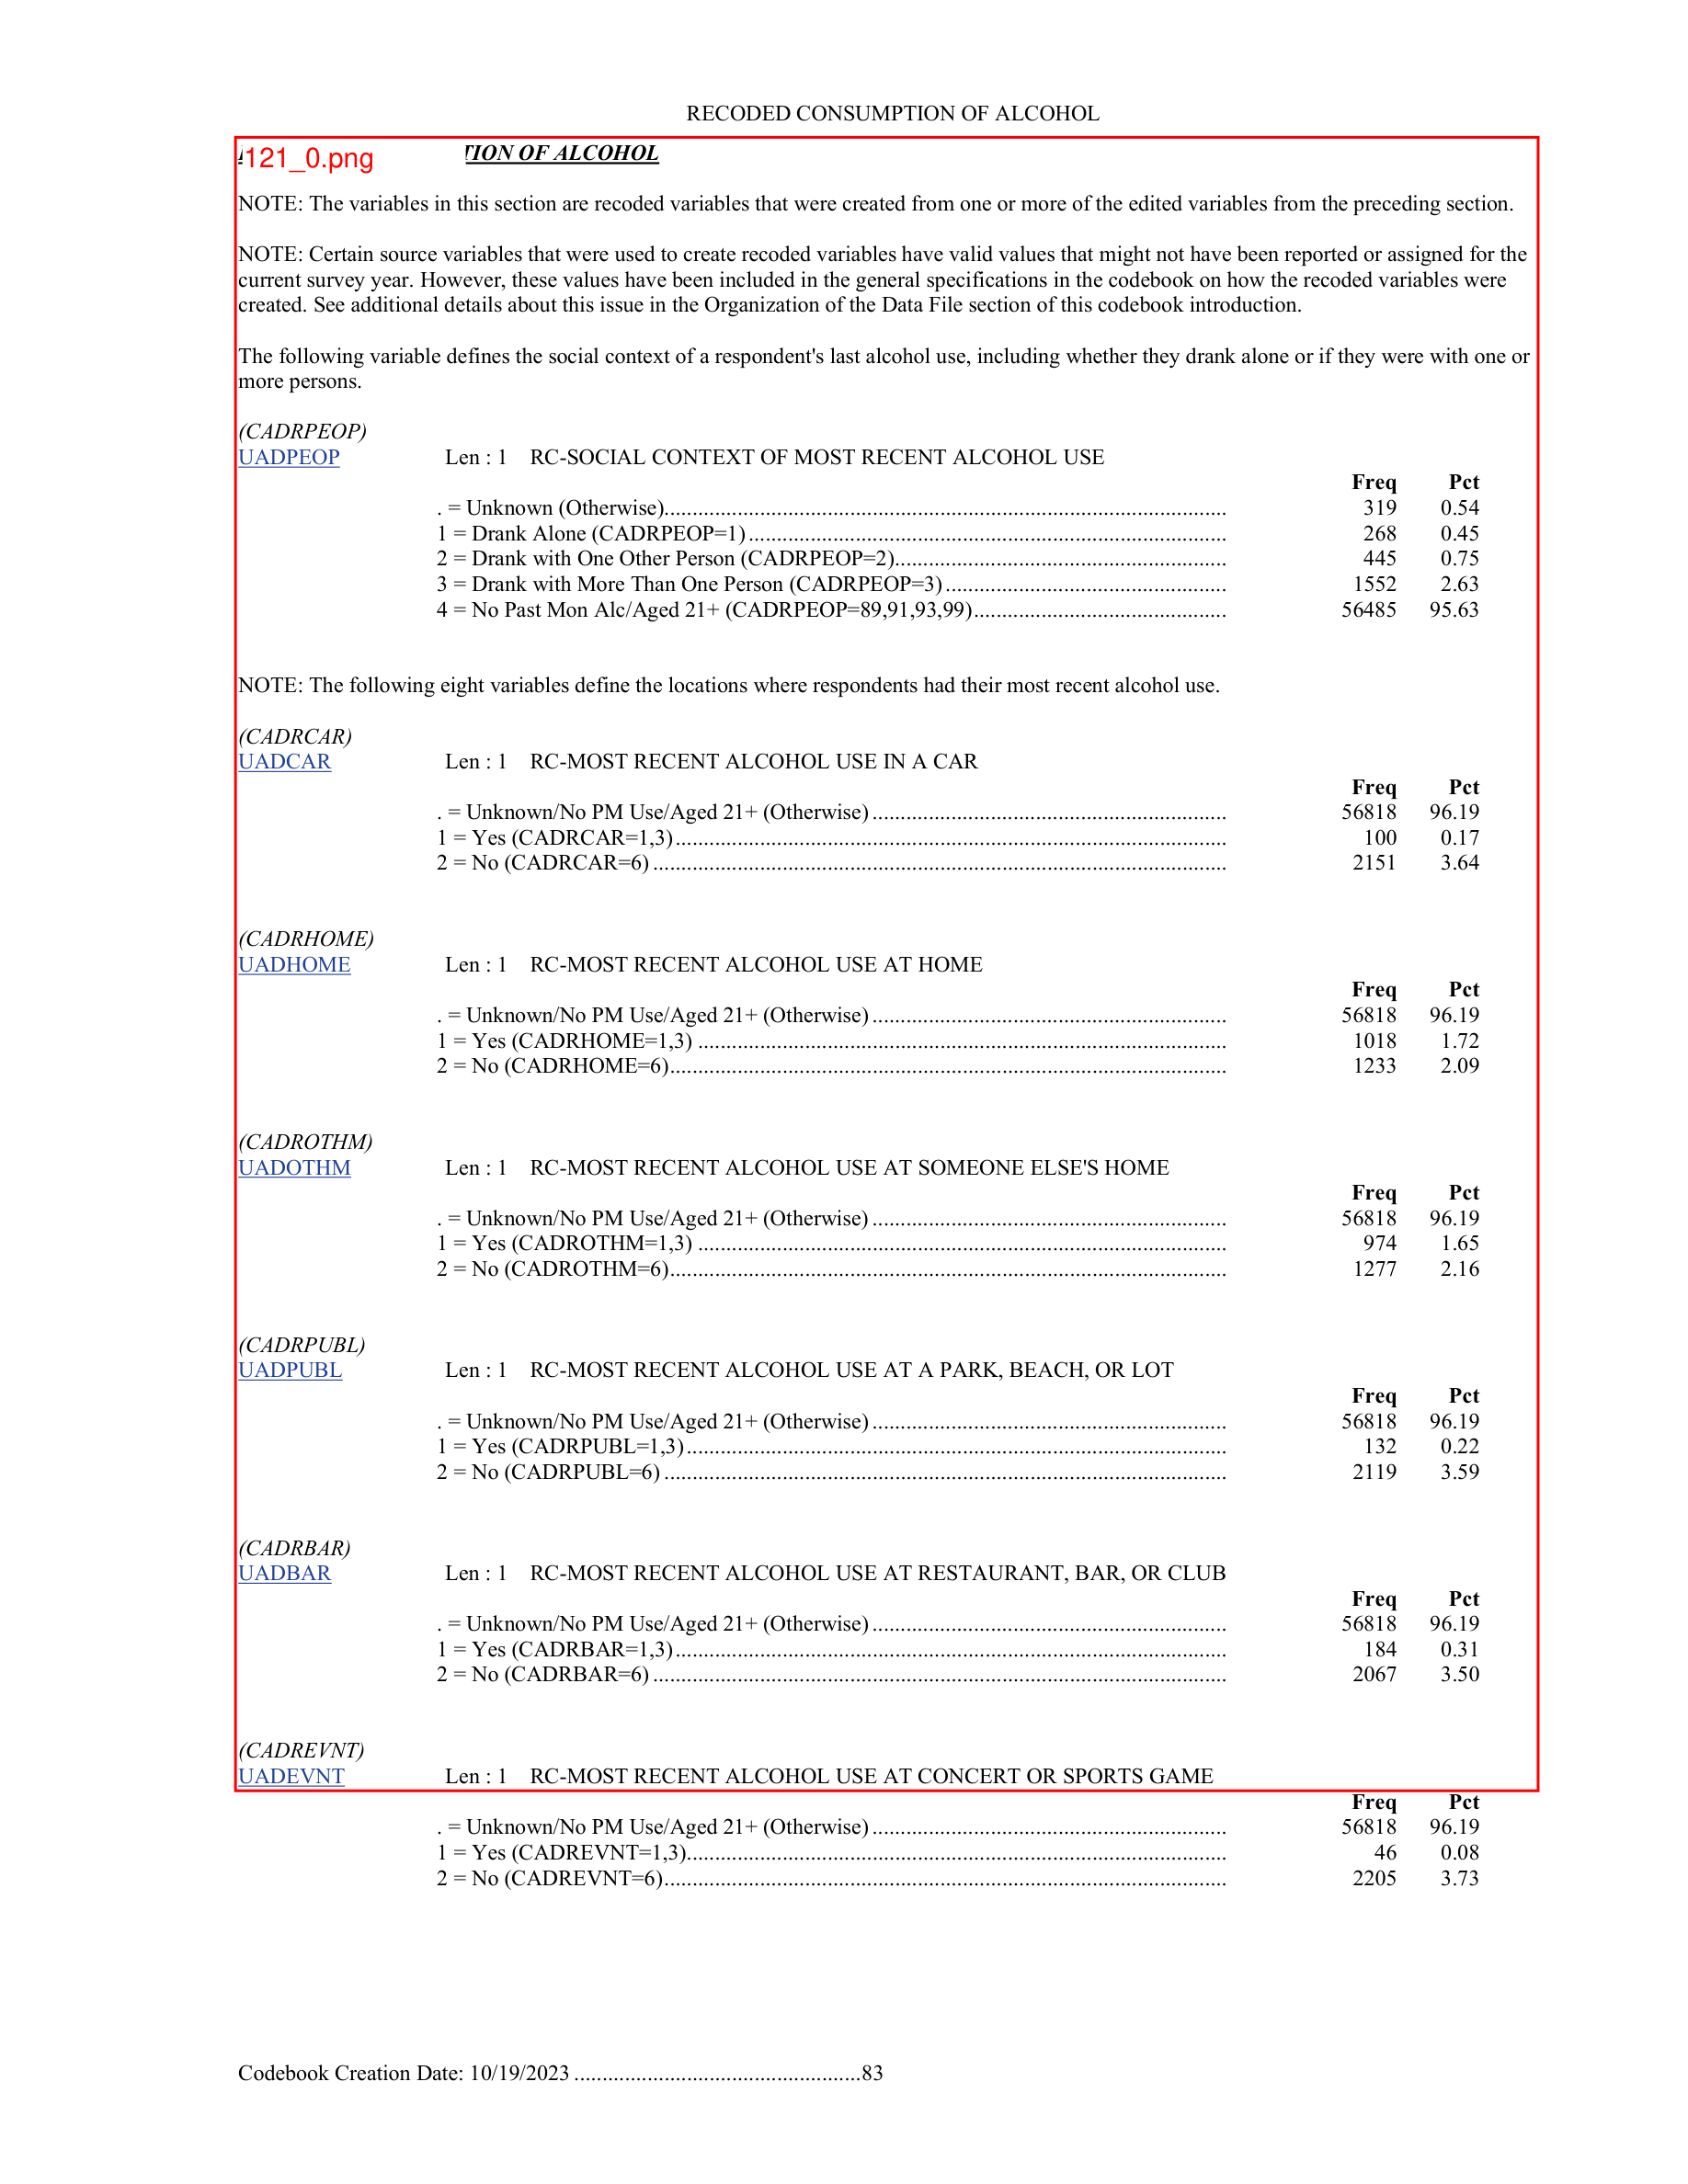 RECODED CONSUMPTION OF ALCOHOL
121_0.png TION OF ALCOHOL
NOTE: The variables in this section are recoded variables that were created from one or more of the edited variables from the preceding section.
NOTE: Certain source variables that were used to create recoded variables have valid values that might not have been reported or assigned for the
current survey year. However, these values have been included in the general specifications in the codebook on how the recoded variables were
created. See additional details about this issue in the Organization of the Data File section of this codebook introduction.
The following variable defines the social context of a respondent's last alcohol use, including whether they drank alone or if they were with one or
more persons.
(CADRPEOP)
UADPEOP Len : 1 RC-SOCIAL CONTEXT OF MOST RECENT ALCOHOL USE
Freq Pct
. = Unknown (Otherwise).................................................................................................... 319 0.54
1 = Drank Alone (CADRPEOP=1)..................................................................................... 268 0.45
2 = Drank with One Other Person (CADRPEOP=2)........................................................... 445 0.75
3 = Drank with More Than One Person (CADRPEOP=3).................................................. 1552 2.63
4 = No Past Mon Alc/Aged 21+ (CADRPEOP=89,91,93,99)............................................. 56485 95.63
NOTE: The following eight variables define the locations where respondents had their most recent alcohol use.
(CADRCAR)
UADCAR Len : 1 RC-MOST RECENT ALCOHOL USE IN A CAR
Freq Pct
. = Unknown/No PM Use/Aged 21+ (Otherwise)............................................................... 56818 96.19
1 = Yes (CADRCAR=1,3).................................................................................................. 100 0.17
2 = No (CADRCAR=6)...................................................................................................... 2151 3.64
(CADRHOME)
UADHOME Len : 1 RC-MOST RECENT ALCOHOL USE AT HOME
Freq Pct
. = Unknown/No PM Use/Aged 21+ (Otherwise)............................................................... 56818 96.19
1 = Yes (CADRHOME=1,3) .............................................................................................. 1018 1.72
2 = No (CADRHOME=6)................................................................................................... 1233 2.09
(CADROTHM)
UADOTHM Len : 1 RC-MOST RECENT ALCOHOL USE AT SOMEONE ELSE'S HOME
Freq Pct
. = Unknown/No PM Use/Aged 21+ (Otherwise)............................................................... 56818 96.19
1 = Yes (CADROTHM=1,3) .............................................................................................. 974 1.65
2 = No (CADROTHM=6)................................................................................................... 1277 2.16
(CADRPUBL)
UADPUBL Len : 1 RC-MOST RECENT ALCOHOL USE AT A PARK, BEACH, OR LOT
Freq Pct
. = Unknown/No PM Use/Aged 21+ (Otherwise)............................................................... 56818 96.19
1 = Yes (CADRPUBL=1,3)................................................................................................ 132 0.22
2 = No (CADRPUBL=6).................................................................................................... 2119 3.59
(CADRBAR)
UADBAR Len : 1 RC-MOST RECENT ALCOHOL USE AT RESTAURANT, BAR, OR CLUB
Freq Pct
. = Unknown/No PM Use/Aged 21+ (Otherwise)............................................................... 56818 96.19
1 = Yes (CADRBAR=1,3).................................................................................................. 184 0.31
2 = No (CADRBAR=6)...................................................................................................... 2067 3.50
(CADREVNT)
UADEVNT Len : 1 RC-MOST RECENT ALCOHOL USE AT CONCERT OR SPORTS GAME
Freq Pct
. = Unknown/No PM Use/Aged 21+ (Otherwise)............................................................... 56818 96.19
1 = Yes (CADREVNT=1,3)................................................................................................ 46 0.08
2 = No (CADREVNT=6).................................................................................................... 2205 3.73
Codebook Creation Date: 10/19/2023 ...................................................83